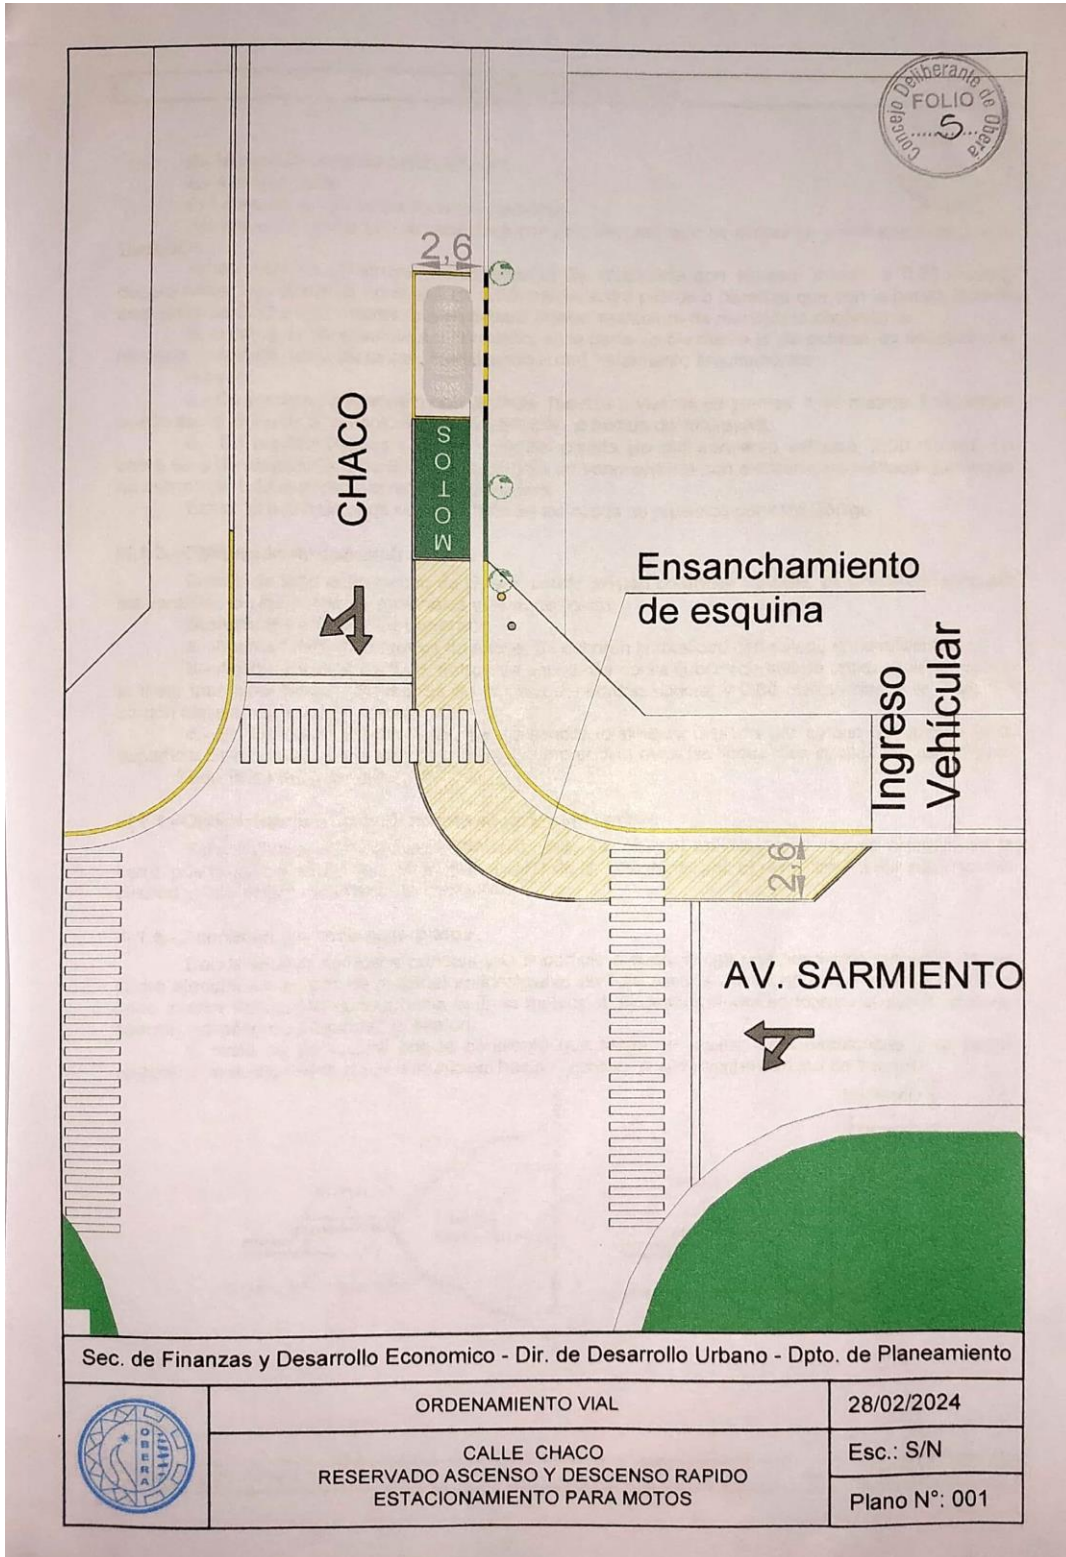 Concejo Deliberante de Oberá
FOLIO
5
2,6
CHACO
MOTOS
Ensanchamiento
de esquina
Ingreso
Vehícular
2,6
AV. SARMIENTO
Sec. de Finanzas y Desarrollo Economico - Dir. de Desarrollo Urbano - Dpto. de Planeamiento
OBERA
ORDENAMIENTO VIAL
28/02/2024
CALLE CHACO
RESERVADO ASCENSO Y DESCENSO RAPIDO
ESTACIONAMIENTO PARA MOTOS
Esc.: S/N
Plano N°: 001